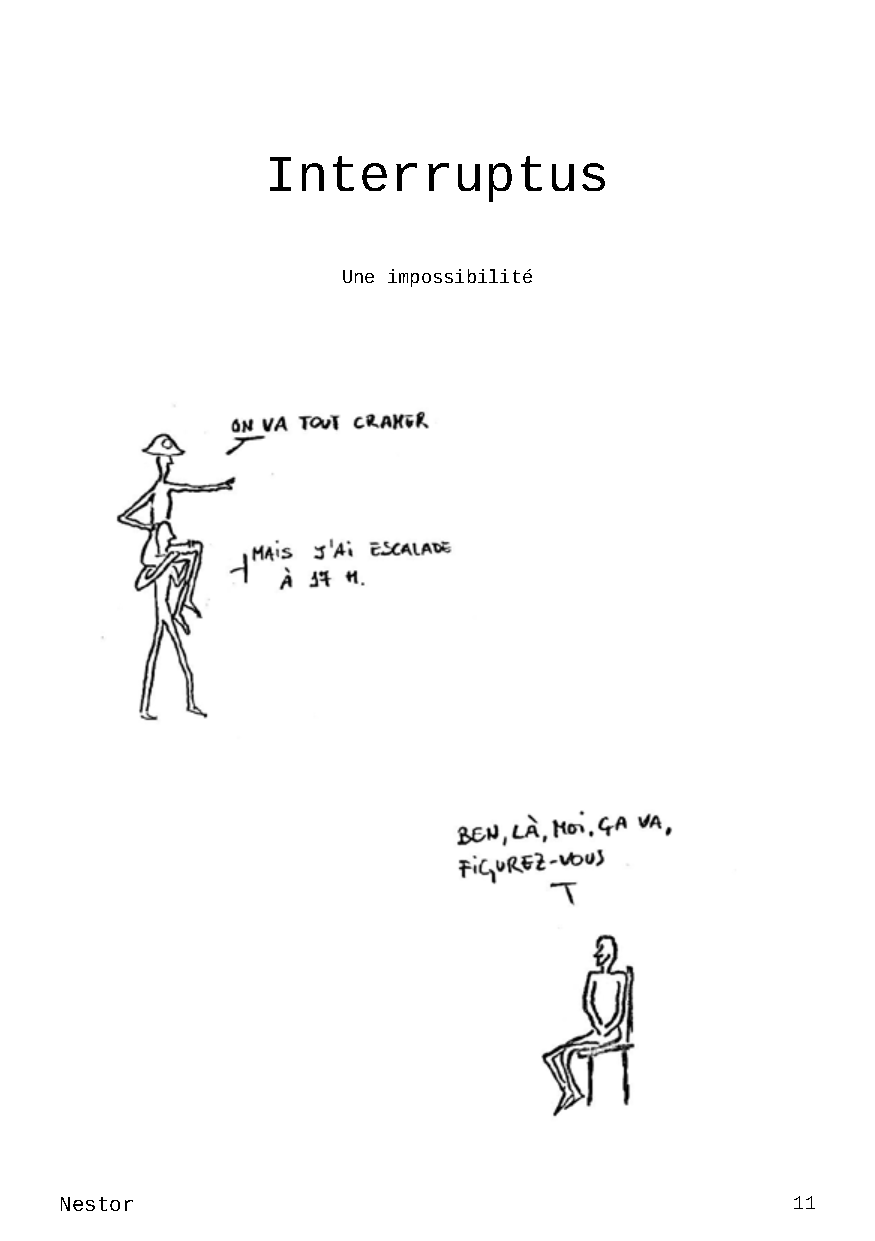 Interruptus
Une impossibilité
ON VA TOUT CRAMER
MAiS J'Ai ESCALADE
À 17 H.
BEN, LÀ, MOi, ÇA VA,
FiGUREZ-VOUS
Nestor
11